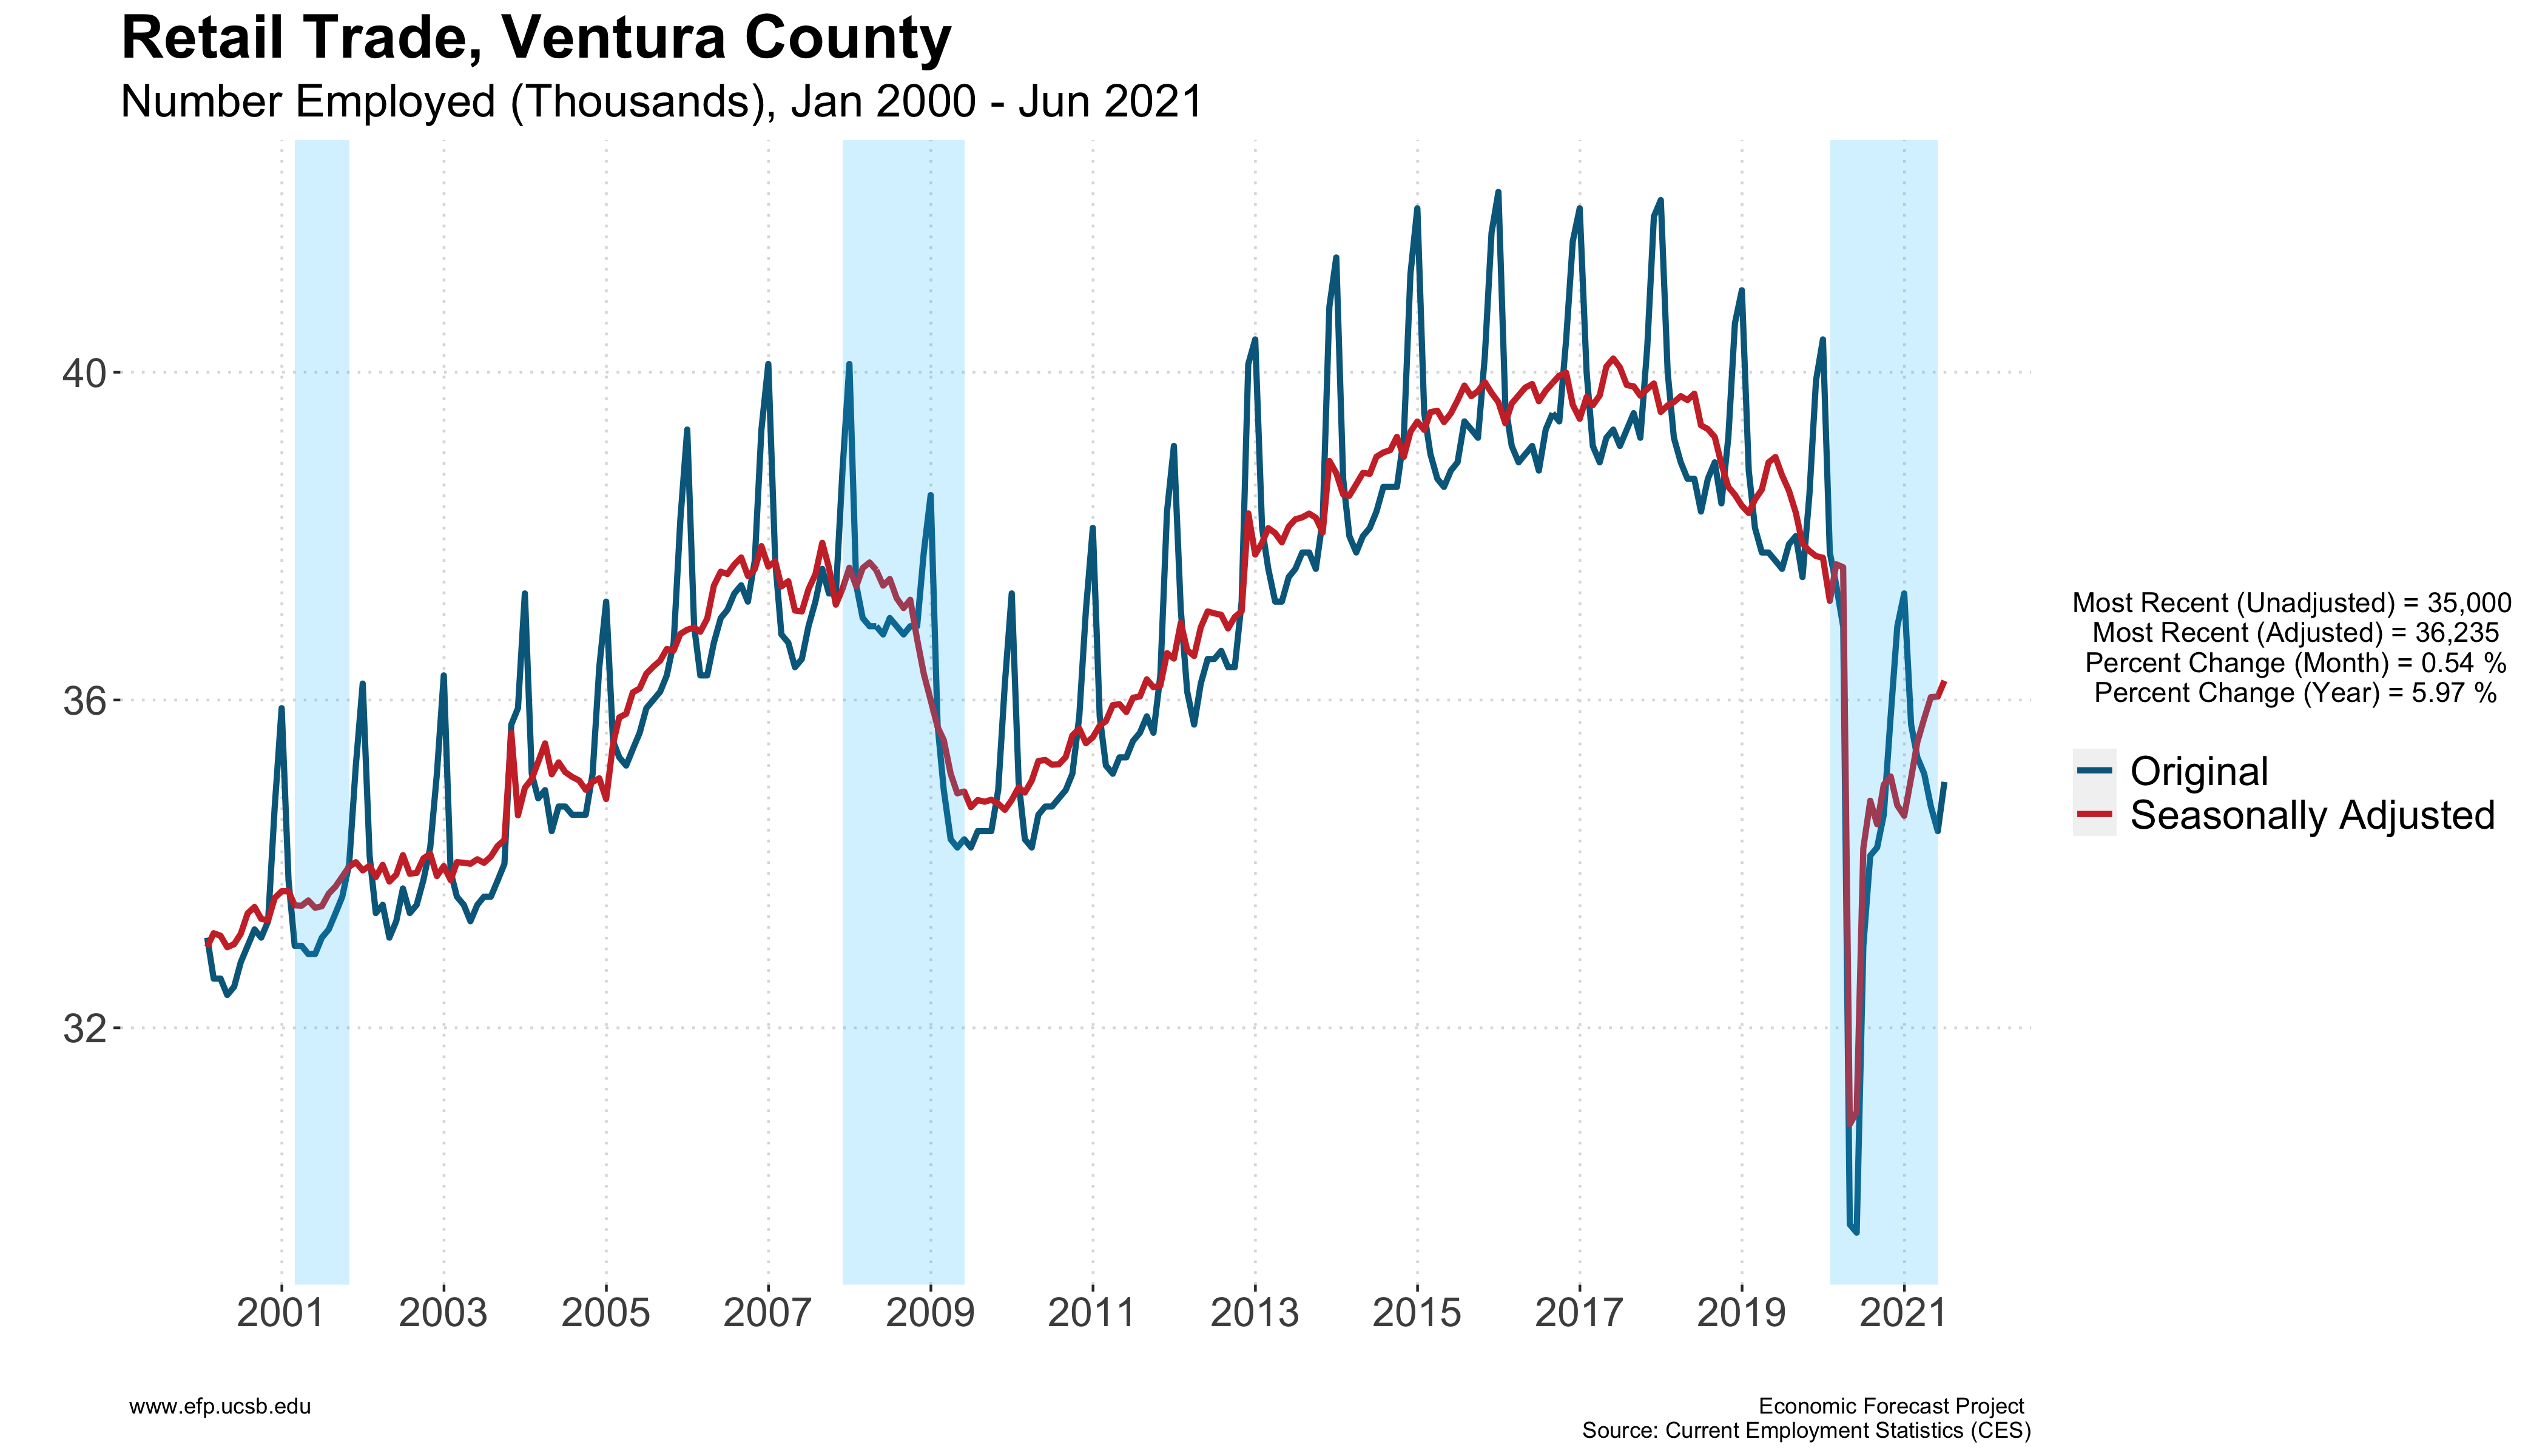 Retail Trade, Ventura County
Number Employed (Thousands), Jan 2000 - Jun 2021
40
36
32
2001 2003 2005 2007 2009 2011 2013 2015 2017 2019 2021
Most Recent (Unadjusted) = 35,000
Most Recent (Adjusted) = 36,235
Percent Change (Month) = 0.54 %
Percent Change (Year) = 5.97 %
Original
Seasonally Adjusted
www.efp.ucsb.edu
Economic Forecast Project
Source: Current Employment Statistics (CES)